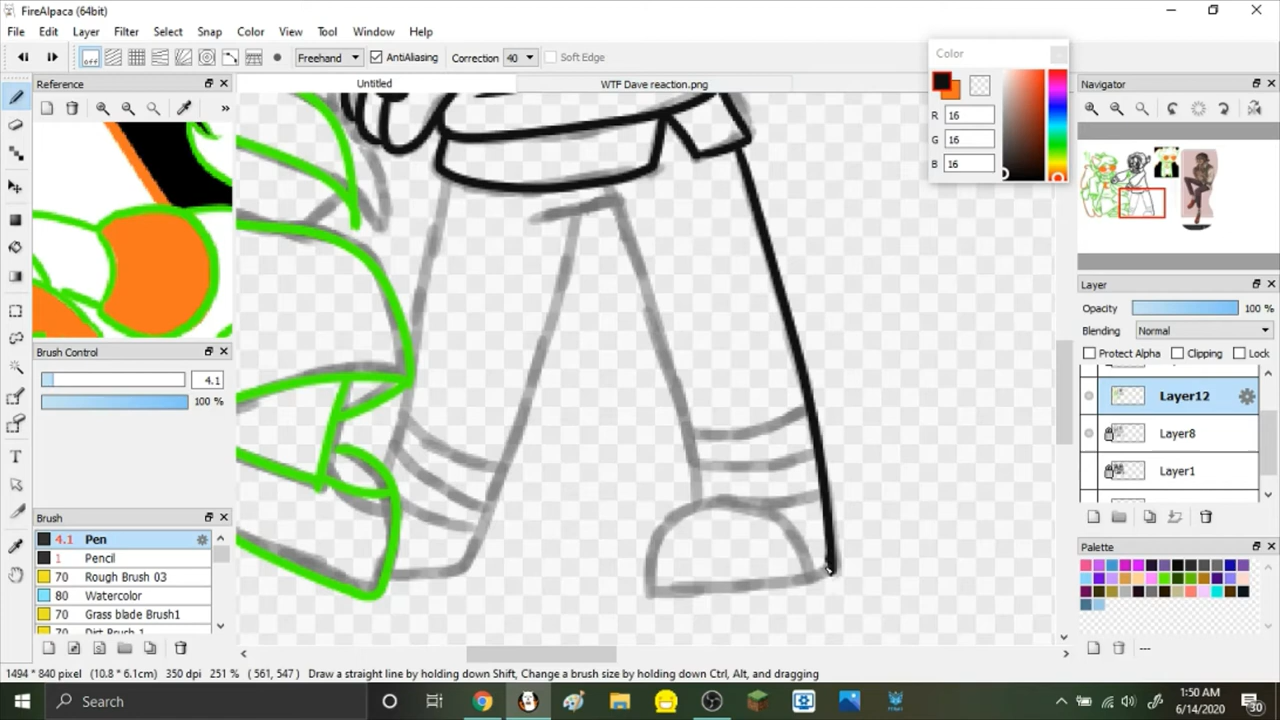 FireAlpaca (64bit)
File Edit Layer Filter Select Snap Color View Tool Window Help
off Freehand AntiAliasing Correction 40 Soft Edge
Reference
Untitled WTF Dave reaction.png
Color
R 16
G 16
B 16
Navigator
Brush Control
4.1
100 %
Layer
Opacity 100 %
Blending Normal
Protect Alpha Clipping Lock
Layer12
Layer8
Layer1
Brush
4.1 Pen
1 Pencil
70 Rough Brush 03
80 Watercolor
70 Grass blade Brush1
70 Dirt Brush 1
Palette
---
1494 * 840 pixel (10.8 * 6.1cm) 350 dpi 251 % (561, 547) Draw a straight line by holding down Shift, Change a brush size by holding down Ctrl, Alt, and dragging
Search
1:50 AM
6/14/2020
30